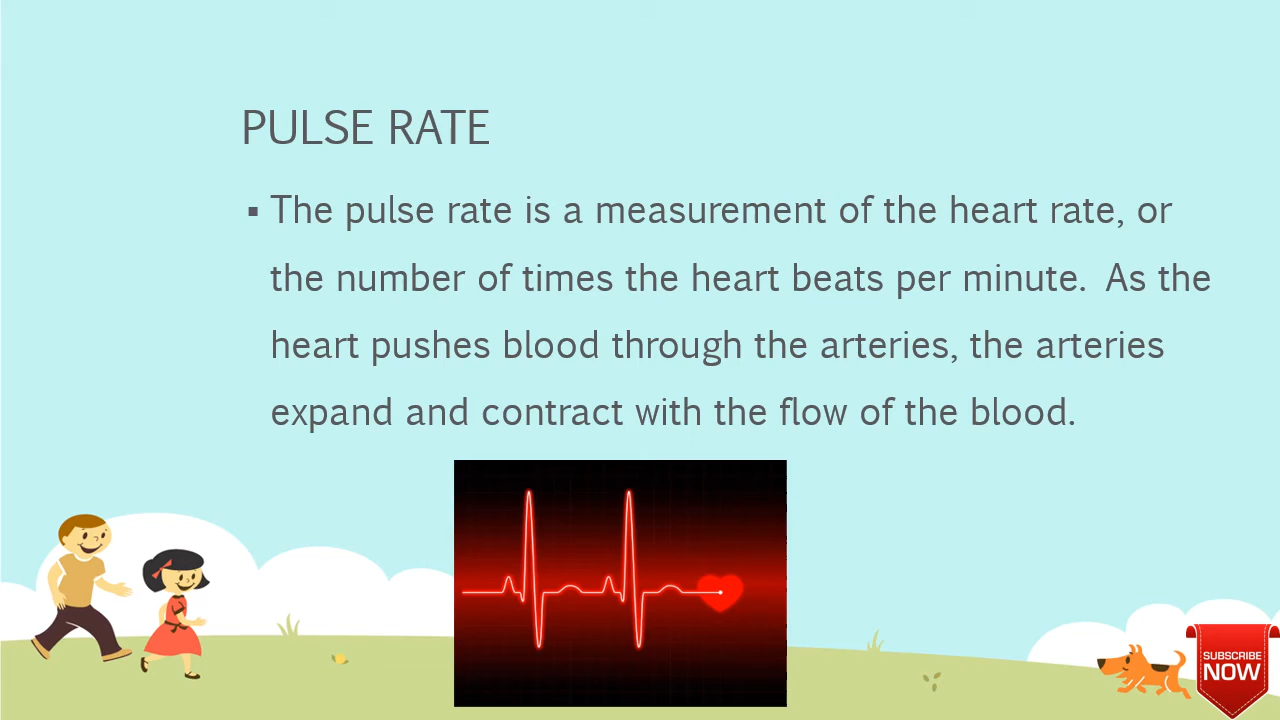 PULSE RATE
▪ The pulse rate is a measurement of the heart rate, or
the number of times the heart beats per minute.  As the
heart pushes blood through the arteries, the arteries
expand and contract with the flow of the blood.
SUBSCRIBE
NOW